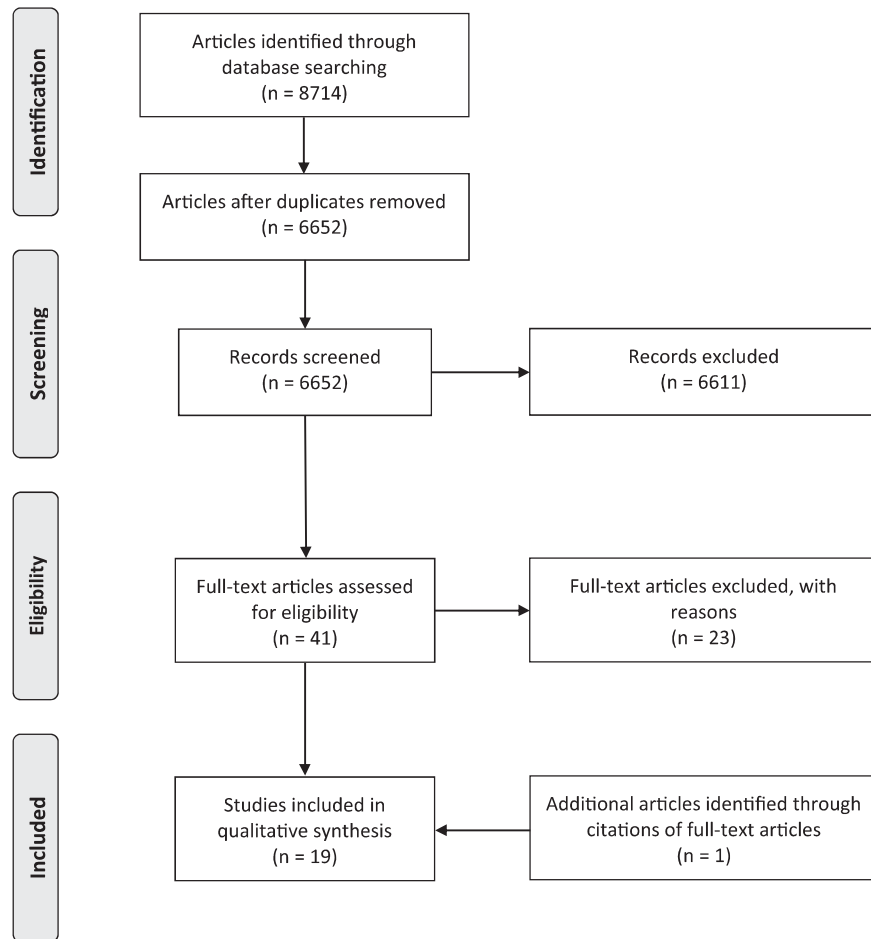 Identification
Articles identified through
database searching
(n = 8714)
Articles after duplicates removed
(n = 6652)
Screening
Records screened
(n = 6652)
Records excluded
(n = 6611)
Eligibility
Full-text articles assessed
for eligibility
(n = 41)
Full-text articles excluded, with
reasons
(n = 23)
Included
Studies included in
qualitative synthesis
(n = 19)
Additional articles identified through
citations of full-text articles
(n = 1)